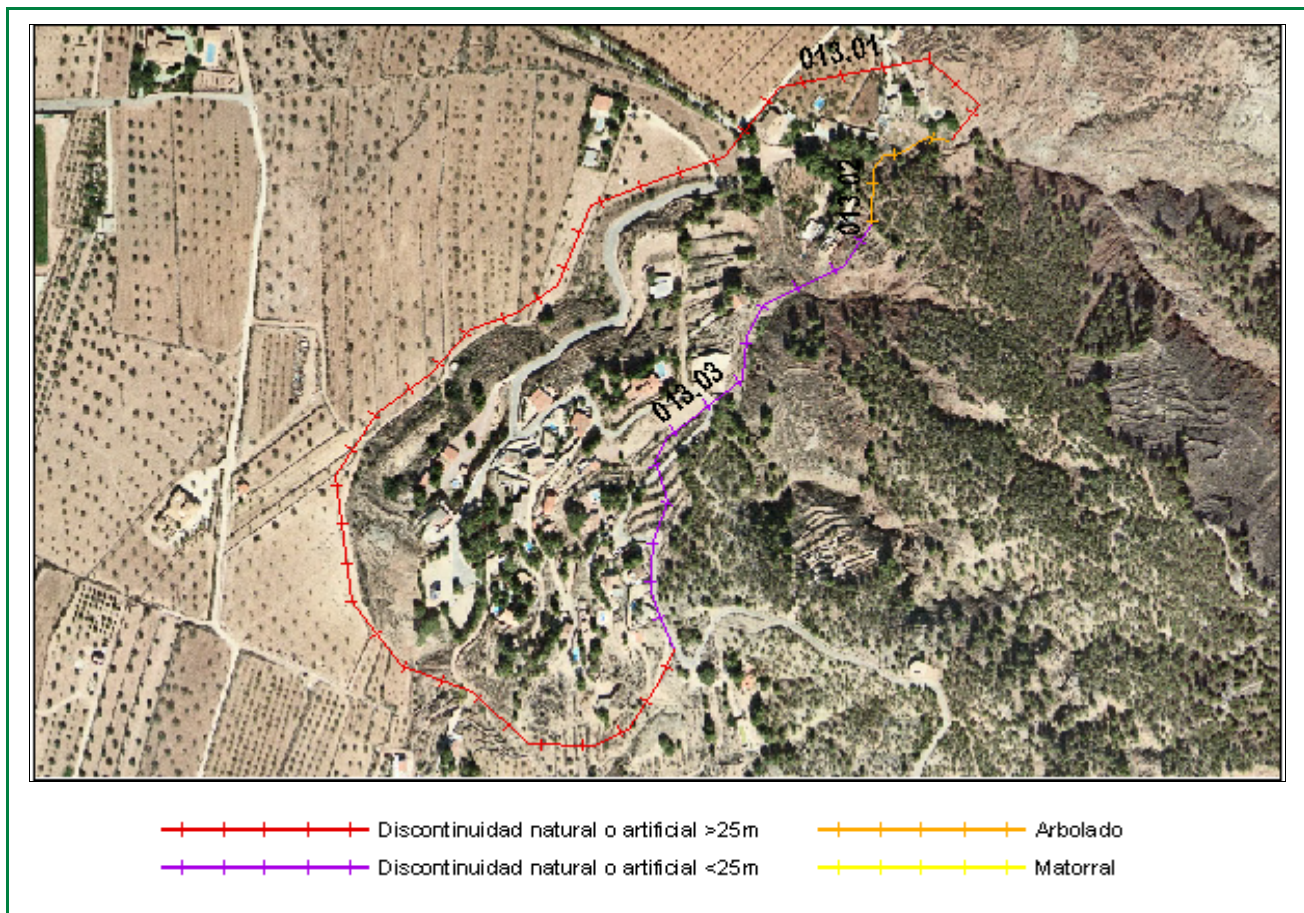 013.01
013.02
013.03
Discontinuidad natural o artificial >25m
Arbolado
Discontinuidad natural o artificial <25m
Matorral